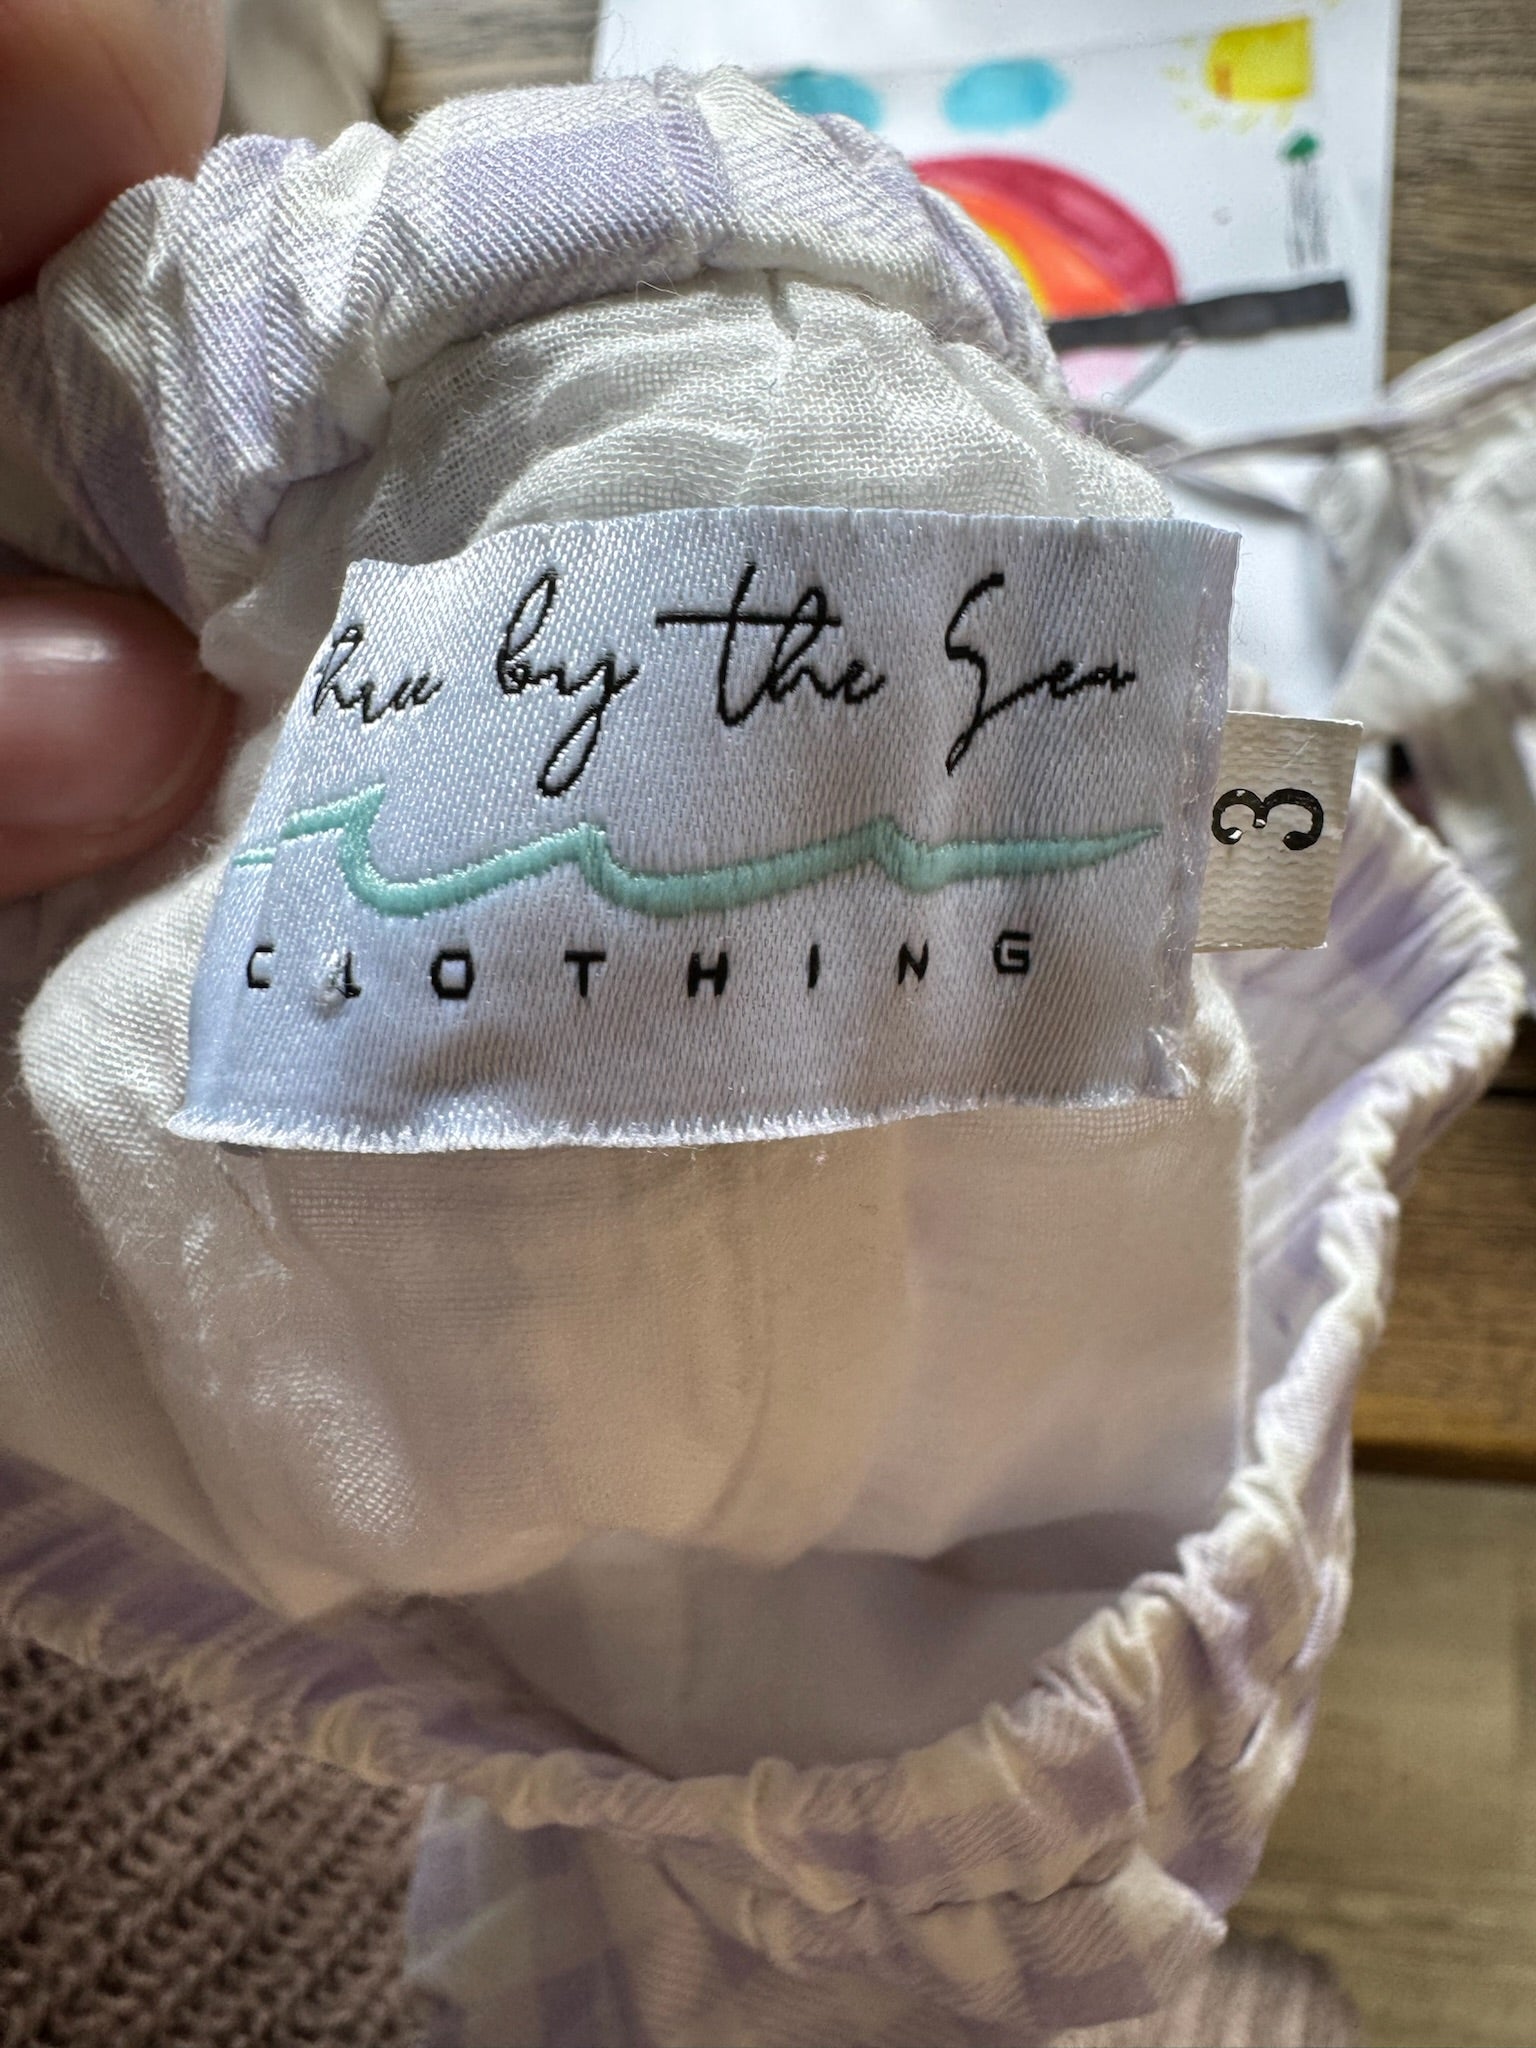 by the Sea
CLOTHING
3